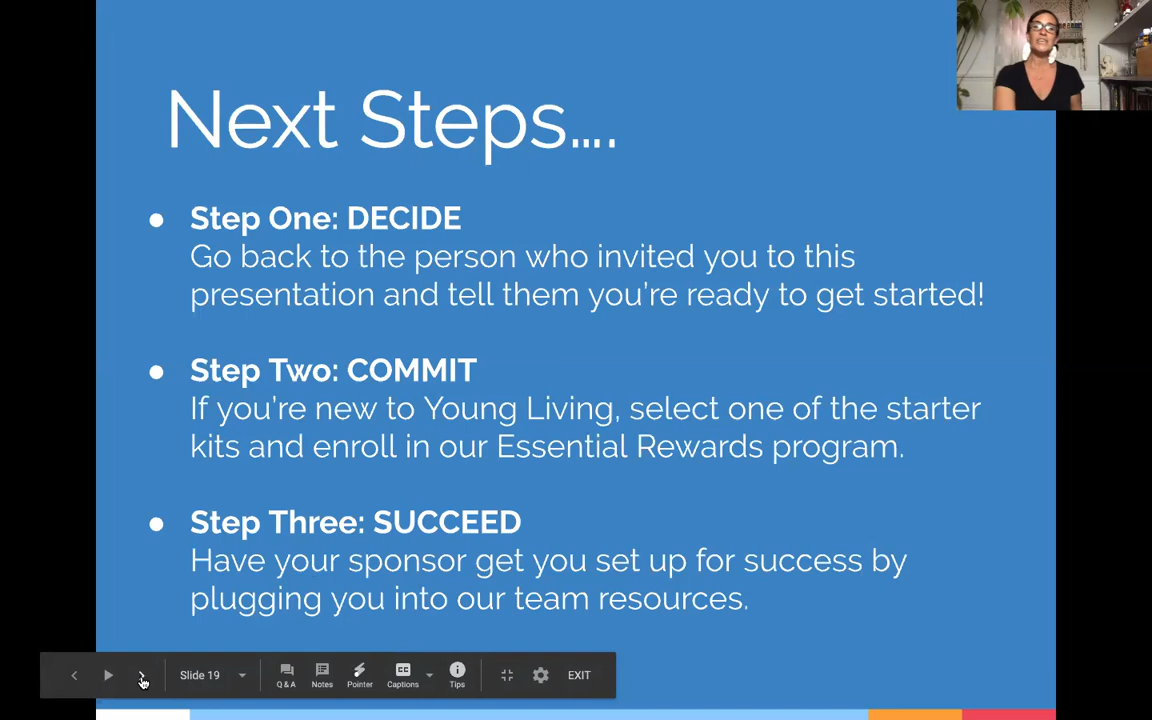 Next Steps....
● Step One: DECIDE
Go back to the person who invited you to this
presentation and tell them you're ready to get started!
● Step Two: COMMIT
If you're new to Young Living, select one of the starter
kits and enroll in our Essential Rewards program.
● Step Three: SUCCEED
Have your sponsor get you set up for success by
plugging you into our team resources.
Slide 19
Q & A
Notes
Pointer
CC
Captions
Tips
EXIT